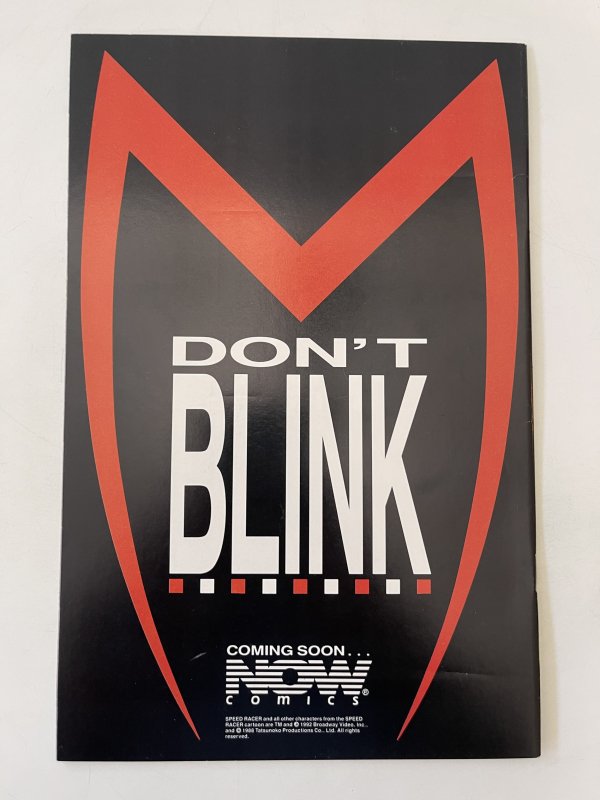 DON'T
BLINK
COMING SOON...
NOW®
comics
SPEED RACER and all other characters from the SPEED
RACER cartoon are TM and © 1992 Broadway Video, Inc.,
and © 1988 Tatsunoko Productions Co., Ltd. All rights
reserved.